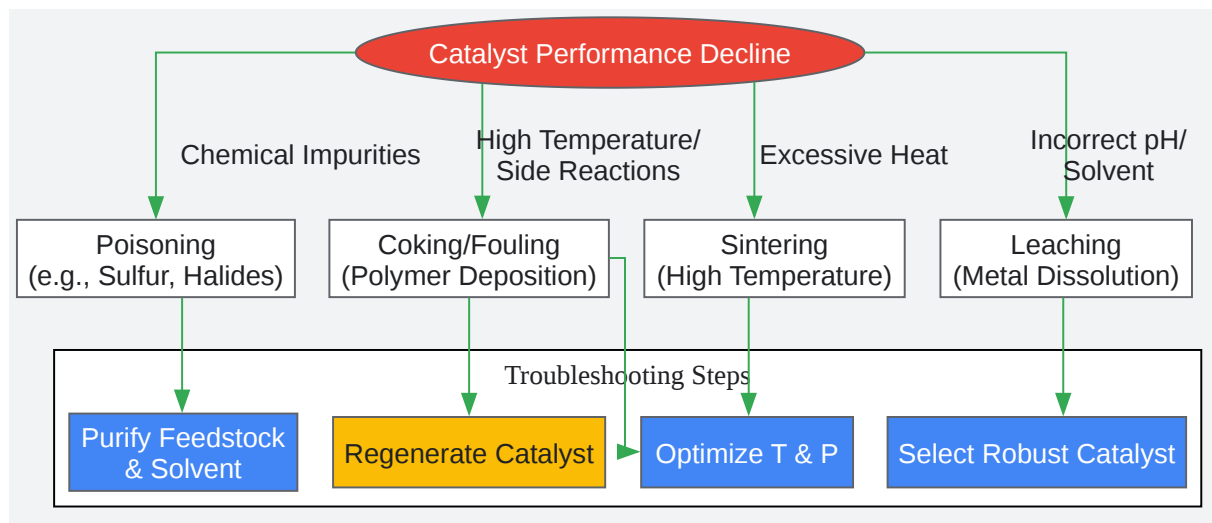 Catalyst Performance Decline
Chemical Impurities
High Temperature/
Side Reactions
Excessive Heat
Incorrect pH/
Solvent
Poisoning
(e.g., Sulfur, Halides)
Coking/Fouling
(Polymer Deposition)
Sintering
(High Temperature)
Leaching
(Metal Dissolution)
Troubleshooting Steps
Purify Feedstock
& Solvent
Regenerate Catalyst
Optimize T & P
Select Robust Catalyst